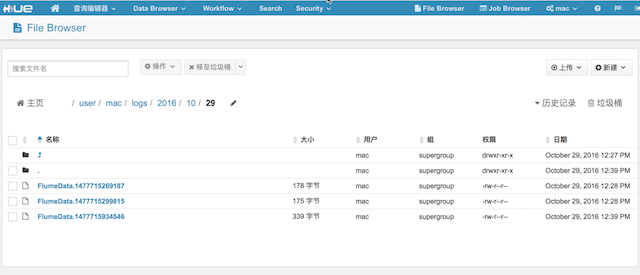 HUE 查询编辑器 Data Browser Workflow Search Security File Browser Job Browser mac
File Browser
搜索文件名 操作 移至垃圾桶 上传 新建
主页 / user / mac / logs / 2016 / 10 / 29 历史记录 垃圾桶
名称 大小 用户 组 权限 日期
mac supergroup drwxr-xr-x October 29, 2016 12:27 PM
. mac supergroup drwxr-xr-x October 29, 2016 12:39 PM
FlumeData.1477715269187 178 字节 mac supergroup -rw-r--r-- October 29, 2016 12:28 PM
FlumeData.1477715299815 175 字节 mac supergroup -rw-r--r-- October 29, 2016 12:28 PM
FlumeData.1477715934546 339 字节 mac supergroup -rw-r--r-- October 29, 2016 12:39 PM